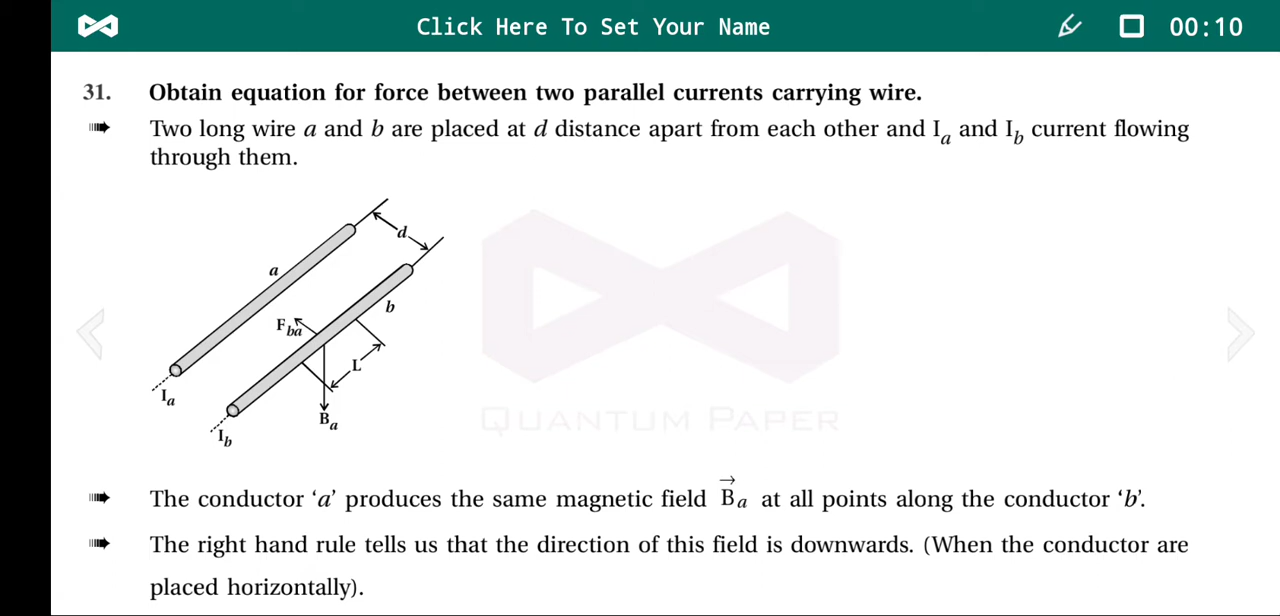 Click Here To Set Your Name
00:10
31. Obtain equation for force between two parallel currents carrying wire.
Two long wire a and b are placed at d distance apart from each other and Iₐ and I_b current flowing
through them.
d
a
b
F_ba
L
Iₐ
Bₐ
I_b
QUANTUM PAPER
The conductor ‘a’ produces the same magnetic field B⃗ₐ at all points along the conductor ‘b’.
The right hand rule tells us that the direction of this field is downwards. (When the conductor are
placed horizontally).